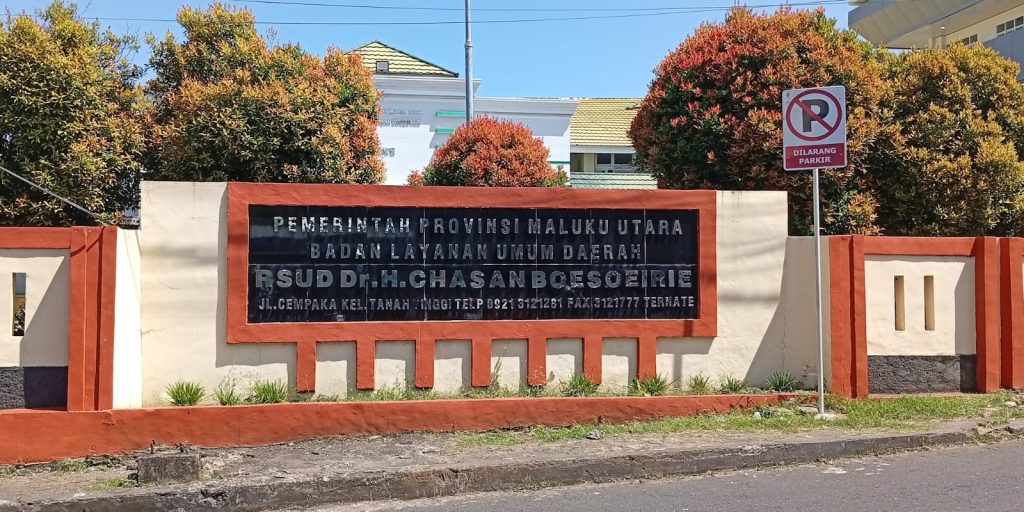 PEMERINTAH PROVINSI MALUKU UTARA
BADAN LAYANAN UMUM DAERAH
RSUD Dr.H.CHASAN BOESOEIRIE
JL.CEMPAKA KEL.TANAH TINGGI TELP 0921 3121281 FAX.3121777 TERNATE
P
DILARANG
PARKIR